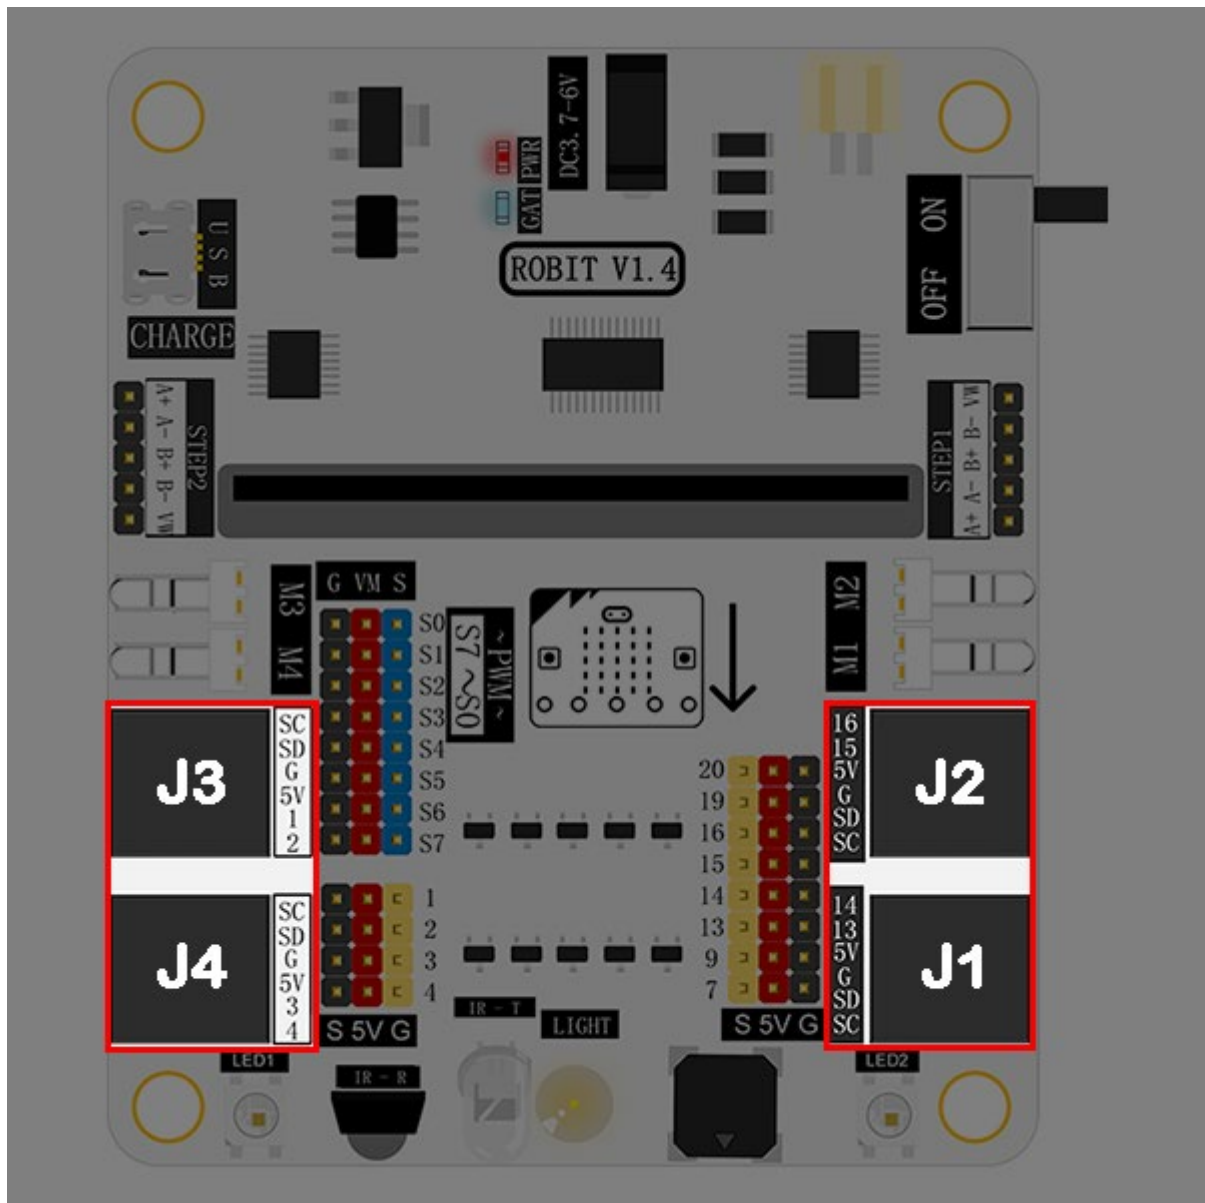 DC3.7-6V
PWR
GAT
ROBIT V1.4
USB
CHARGE
ON
OFF
A+ A- B+ B- VM
STEP2
STEP1
A+ A- B+ B- VM
M3 M4
G VM S
S0
S1
S2
S3
S4
S5
S6
S7
~PWM~
S7~S0
M1 M2
J3
SC
SD
G
5V
1
2
J4
SC
SD
G
5V
3
4
1
2
3
4
S 5V G
20
19
16
15
14
13
9
7
S 5V G
16
15
5V
G
SD
SC
J2
14
13
5V
G
SD
SC
J1
LED1
IR-R
IR-T
LIGHT
LED2